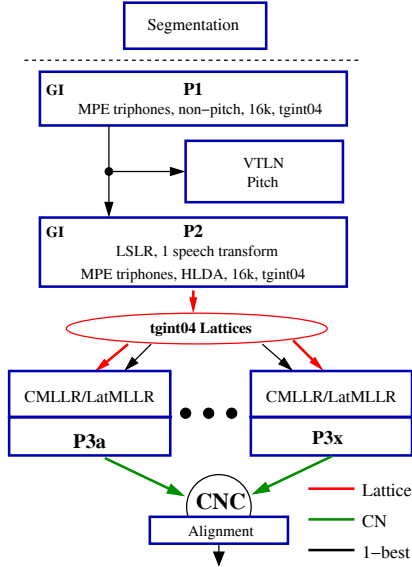 Segmentation
GI P1
MPE triphones, non-pitch, 16k, tgint04
VTLN
Pitch
GI P2
LSLR, 1 speech transform
MPE triphones, HLDA, 16k, tgint04
tgint04 Lattices
CMLLR/LatMLLR CMLLR/LatMLLR
P3a P3x
CNC
Alignment
Lattice
CN
1-best